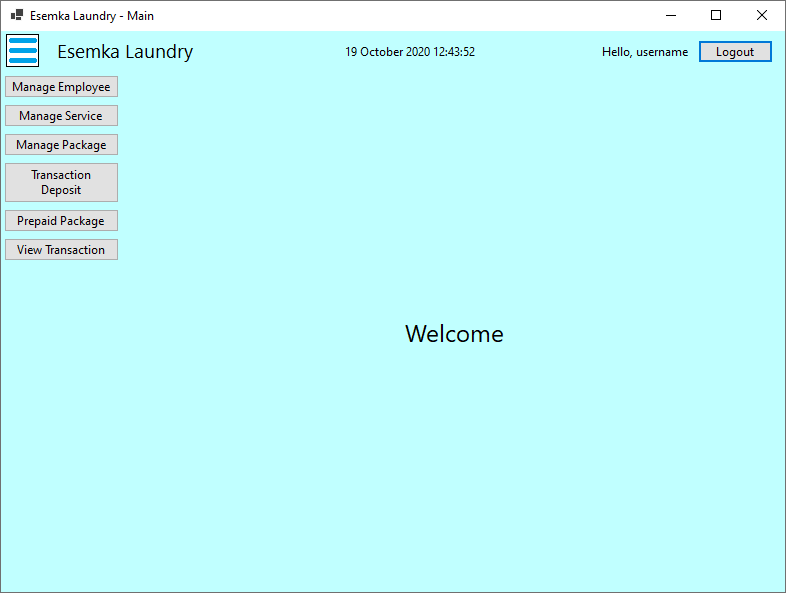 Esemka Laundry - Main
Esemka Laundry
19 October 2020 12:43:52
Hello, username
Logout
Manage Employee
Manage Service
Manage Package
Transaction
Deposit
Prepaid Package
View Transaction
Welcome